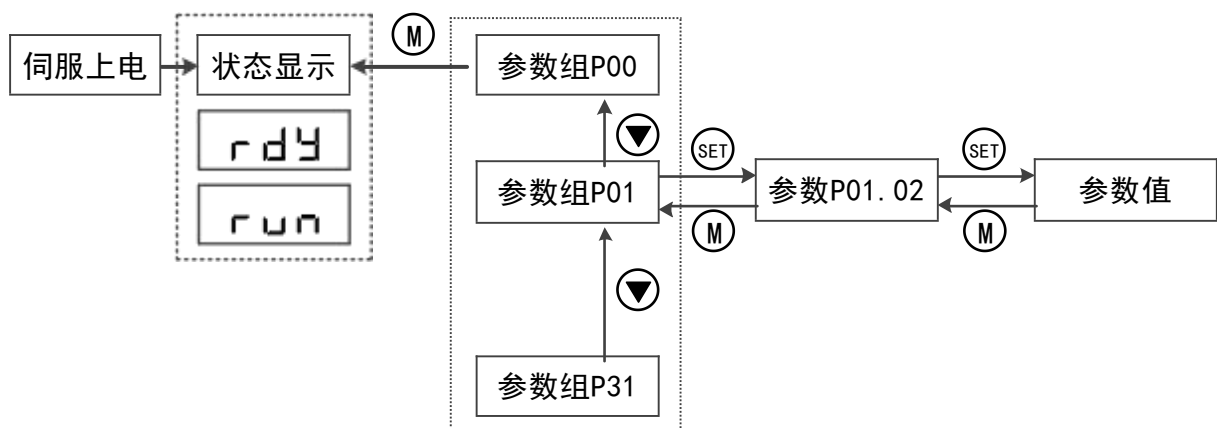 伺服上电
状态显示
rdy
run
M
参数组P00
▼
参数组P01
SET
M
参数P01.02
SET
M
参数值
▼
参数组P31